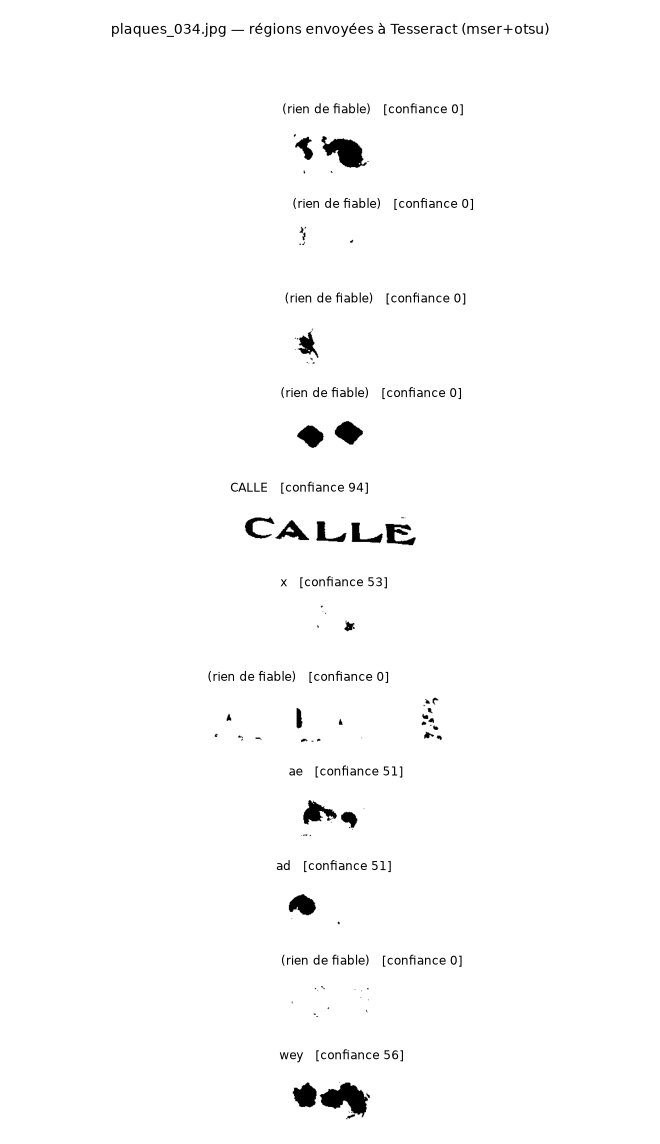 plaques_034.jpg — régions envoyées à Tesseract (mser+otsu)
(rien de fiable) [confiance 0]
(rien de fiable) [confiance 0]
(rien de fiable) [confiance 0]
(rien de fiable) [confiance 0]
CALLE [confiance 94]
CALLE
x [confiance 53]
(rien de fiable) [confiance 0]
ae [confiance 51]
ad [confiance 51]
(rien de fiable) [confiance 0]
wey [confiance 56]